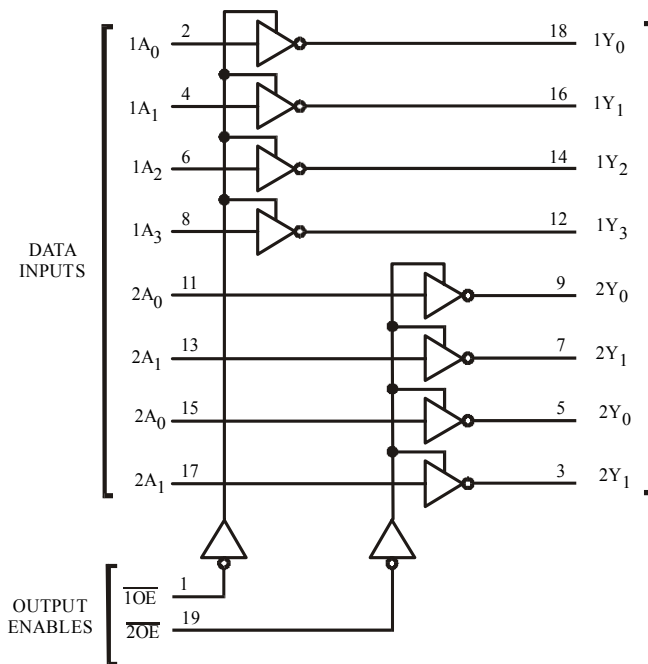 1A0 2 18 1Y0
1A1 4 16 1Y1
1A2 6 14 1Y2
1A3 8 12 1Y3
DATA
INPUTS
2A0 11 9 2Y0
2A1 13 7 2Y1
2A0 15 5 2Y0
2A1 17 3 2Y1
OUTPUT
ENABLES
1OE 1
2OE 19